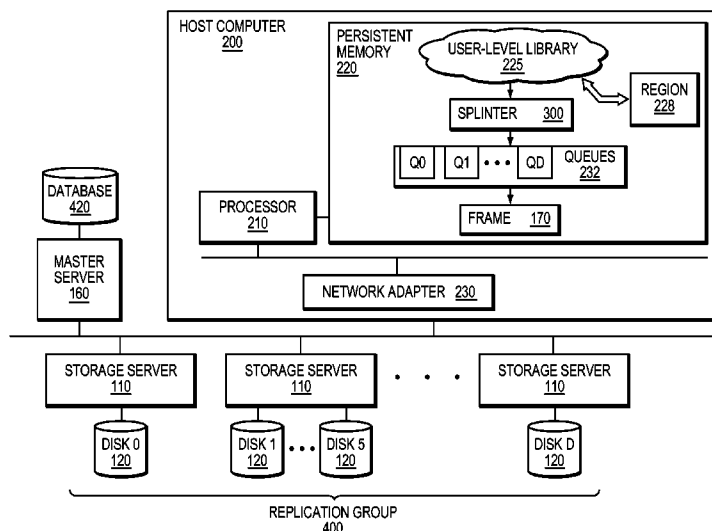 HOST COMPUTER
200
PERSISTENT
MEMORY
220
USER-LEVEL LIBRARY
225
REGION
228
SPLINTER 300
Q0 Q1 ••• QD QUEUES
232
FRAME 170
PROCESSOR
210
NETWORK ADAPTER 230
DATABASE
420
MASTER
SERVER
160
STORAGE SERVER
110
STORAGE SERVER
110
• • •
STORAGE SERVER
110
DISK 0
120
DISK 1
120
•••
DISK 5
120
DISK D
120
REPLICATION GROUP
400